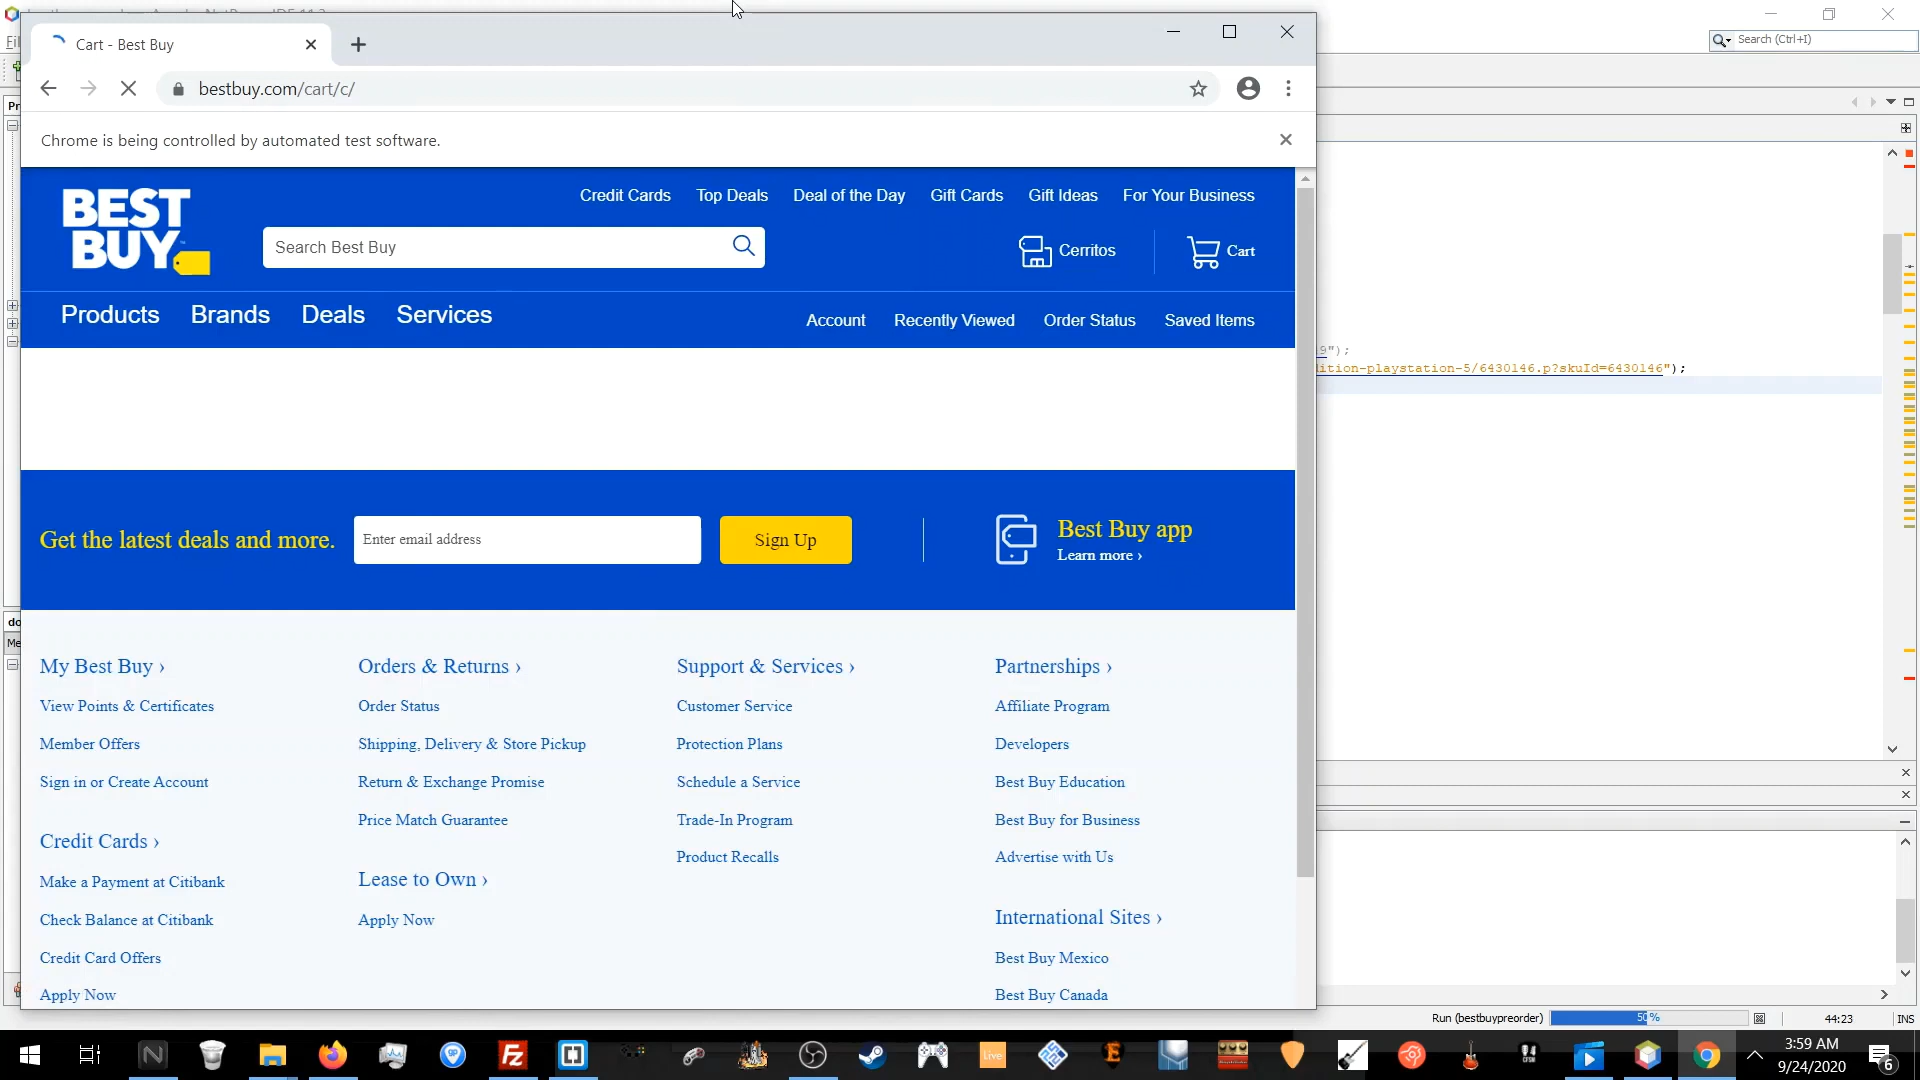 Cart - Best Buy
Search (Ctrl+I)
bestbuy.com/cart/c/
Pr
Chrome is being controlled by automated test software.
BEST BUY
Credit Cards Top Deals Deal of the Day Gift Cards Gift Ideas For Your Business
Search Best Buy
Cerritos
Cart
Products Brands Deals Services
Account Recently Viewed Order Status Saved Items
9");
ition-playstation-5/6430146.p?skuId=6430146");
Get the latest deals and more.
Enter email address
Sign Up
Best Buy app
Learn more ›
do
Me
My Best Buy ›
View Points & Certificates
Member Offers
Sign in or Create Account
Credit Cards ›
Make a Payment at Citibank
Check Balance at Citibank
Credit Card Offers
Apply Now
Orders & Returns ›
Order Status
Shipping, Delivery & Store Pickup
Return & Exchange Promise
Price Match Guarantee
Lease to Own ›
Apply Now
Support & Services ›
Customer Service
Protection Plans
Schedule a Service
Trade-In Program
Product Recalls
Partnerships ›
Affiliate Program
Developers
Best Buy Education
Best Buy for Business
Advertise with Us
International Sites ›
Best Buy Mexico
Best Buy Canada
Run (bestbuypreorder)
50%
44:23
INS
live
3:59 AM
9/24/2020
6